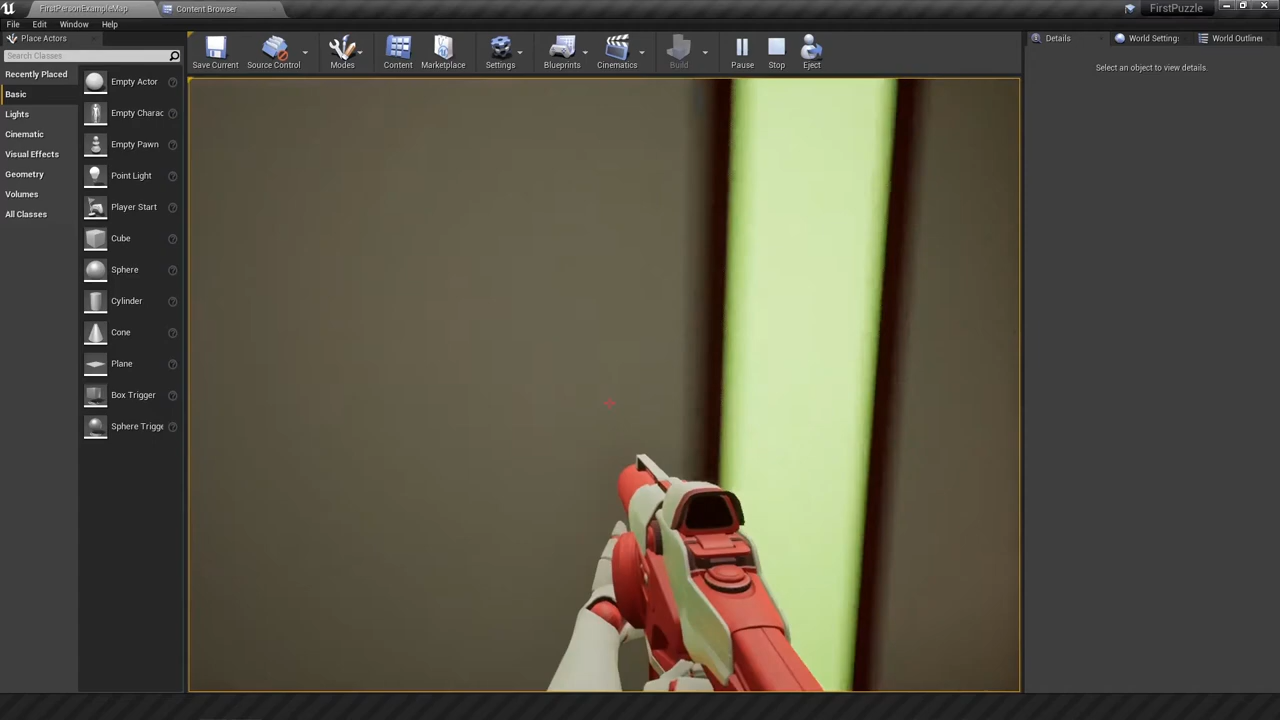 FirstPersonExampleMap
Content Browser
FirstPuzzle
File
Edit
Window
Help
Place Actors
Search Classes
Recently Placed
Basic
Lights
Cinematic
Visual Effects
Geometry
Volumes
All Classes
Empty Actor
Empty Charac
Empty Pawn
Point Light
Player Start
Cube
Sphere
Cylinder
Cone
Plane
Box Trigger
Sphere Trigge
Save Current
Source Control
Modes
Content
Marketplace
Settings
Blueprints
Cinematics
Build
Pause
Stop
Eject
Details
World Setting:
World Outliner
Select an object to view details.